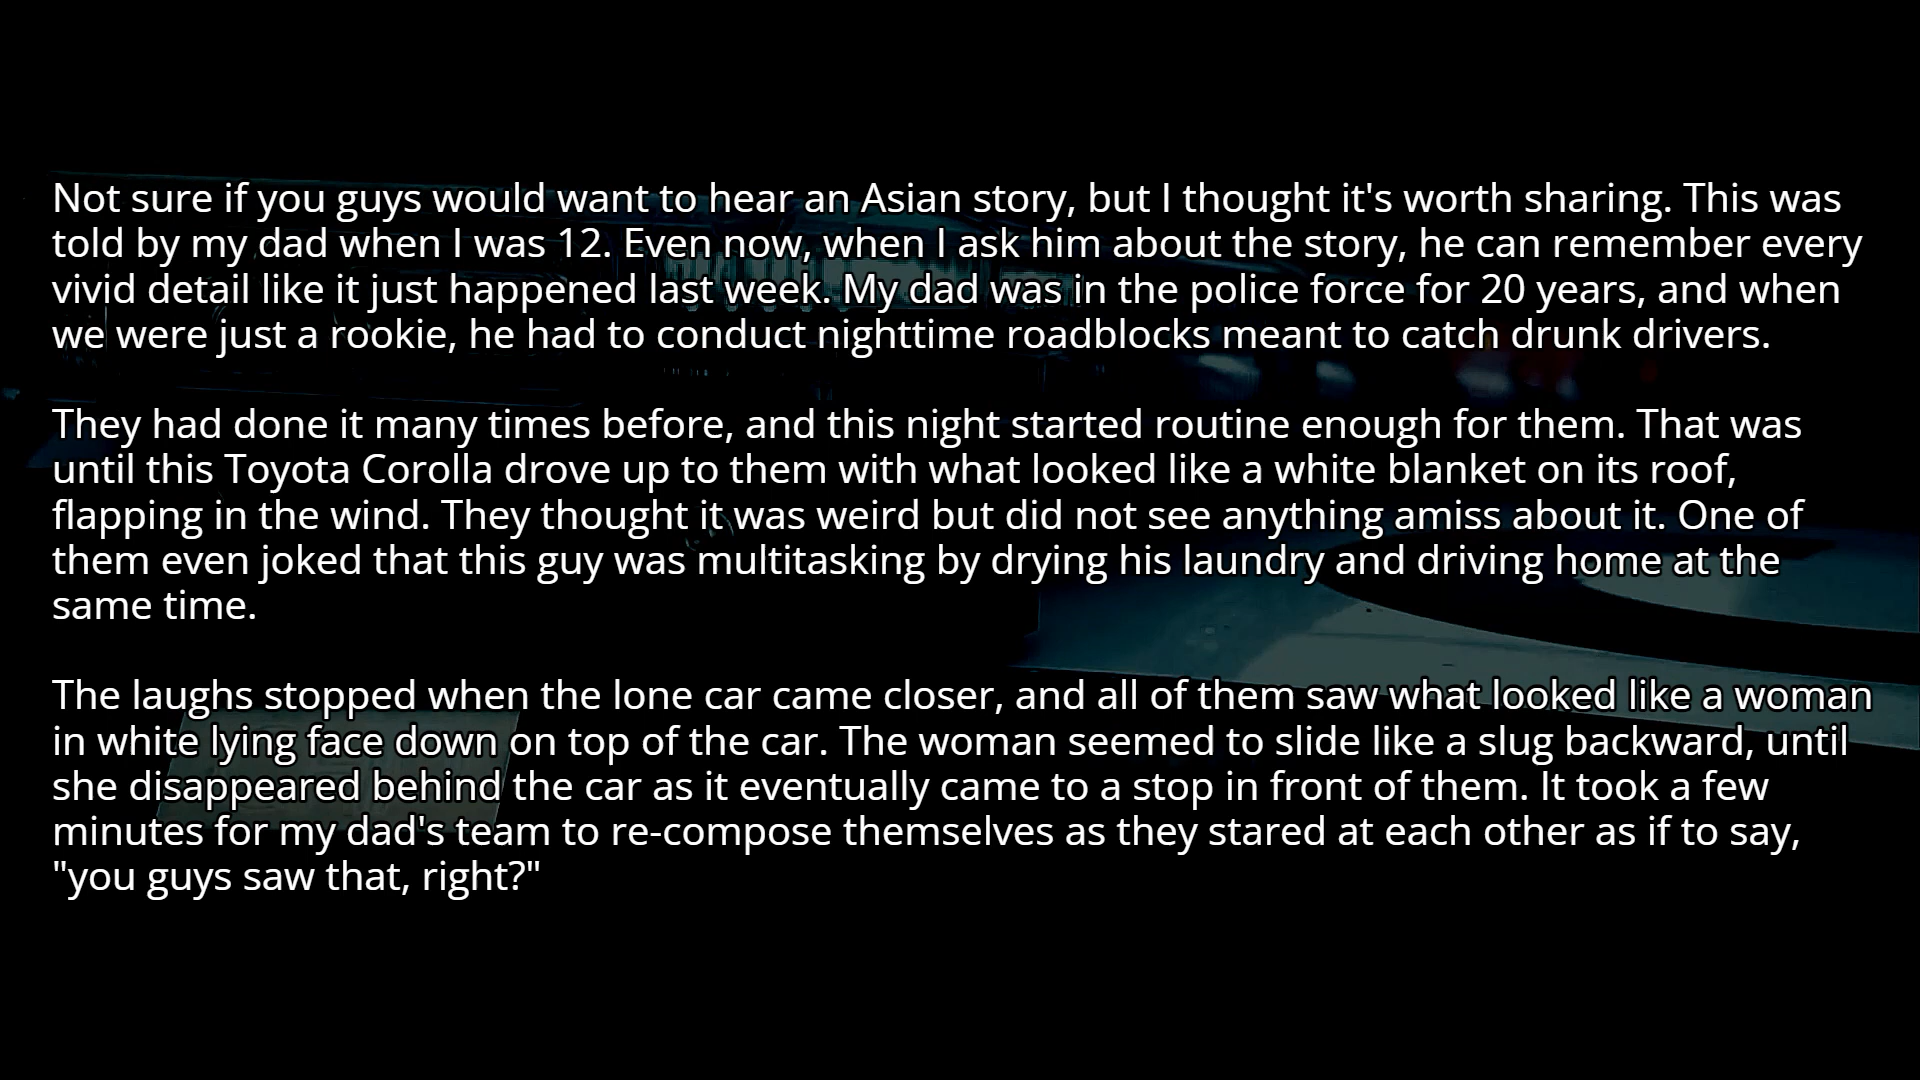 Not sure if you guys would want to hear an Asian story, but I thought it's worth sharing. This was
told by my dad when I was 12. Even now, when I ask him about the story, he can remember every
vivid detail like it just happened last week. My dad was in the police force for 20 years, and when
we were just a rookie, he had to conduct nighttime roadblocks meant to catch drunk drivers.
They had done it many times before, and this night started routine enough for them. That was
until this Toyota Corolla drove up to them with what looked like a white blanket on its roof,
flapping in the wind. They thought it was weird but did not see anything amiss about it. One of
them even joked that this guy was multitasking by drying his laundry and driving home at the
same time.
The laughs stopped when the lone car came closer, and all of them saw what looked like a woman
in white lying face down on top of the car. The woman seemed to slide like a slug backward, until
she disappeared behind the car as it eventually came to a stop in front of them. It took a few
minutes for my dad's team to re-compose themselves as they stared at each other as if to say,
"you guys saw that, right?"